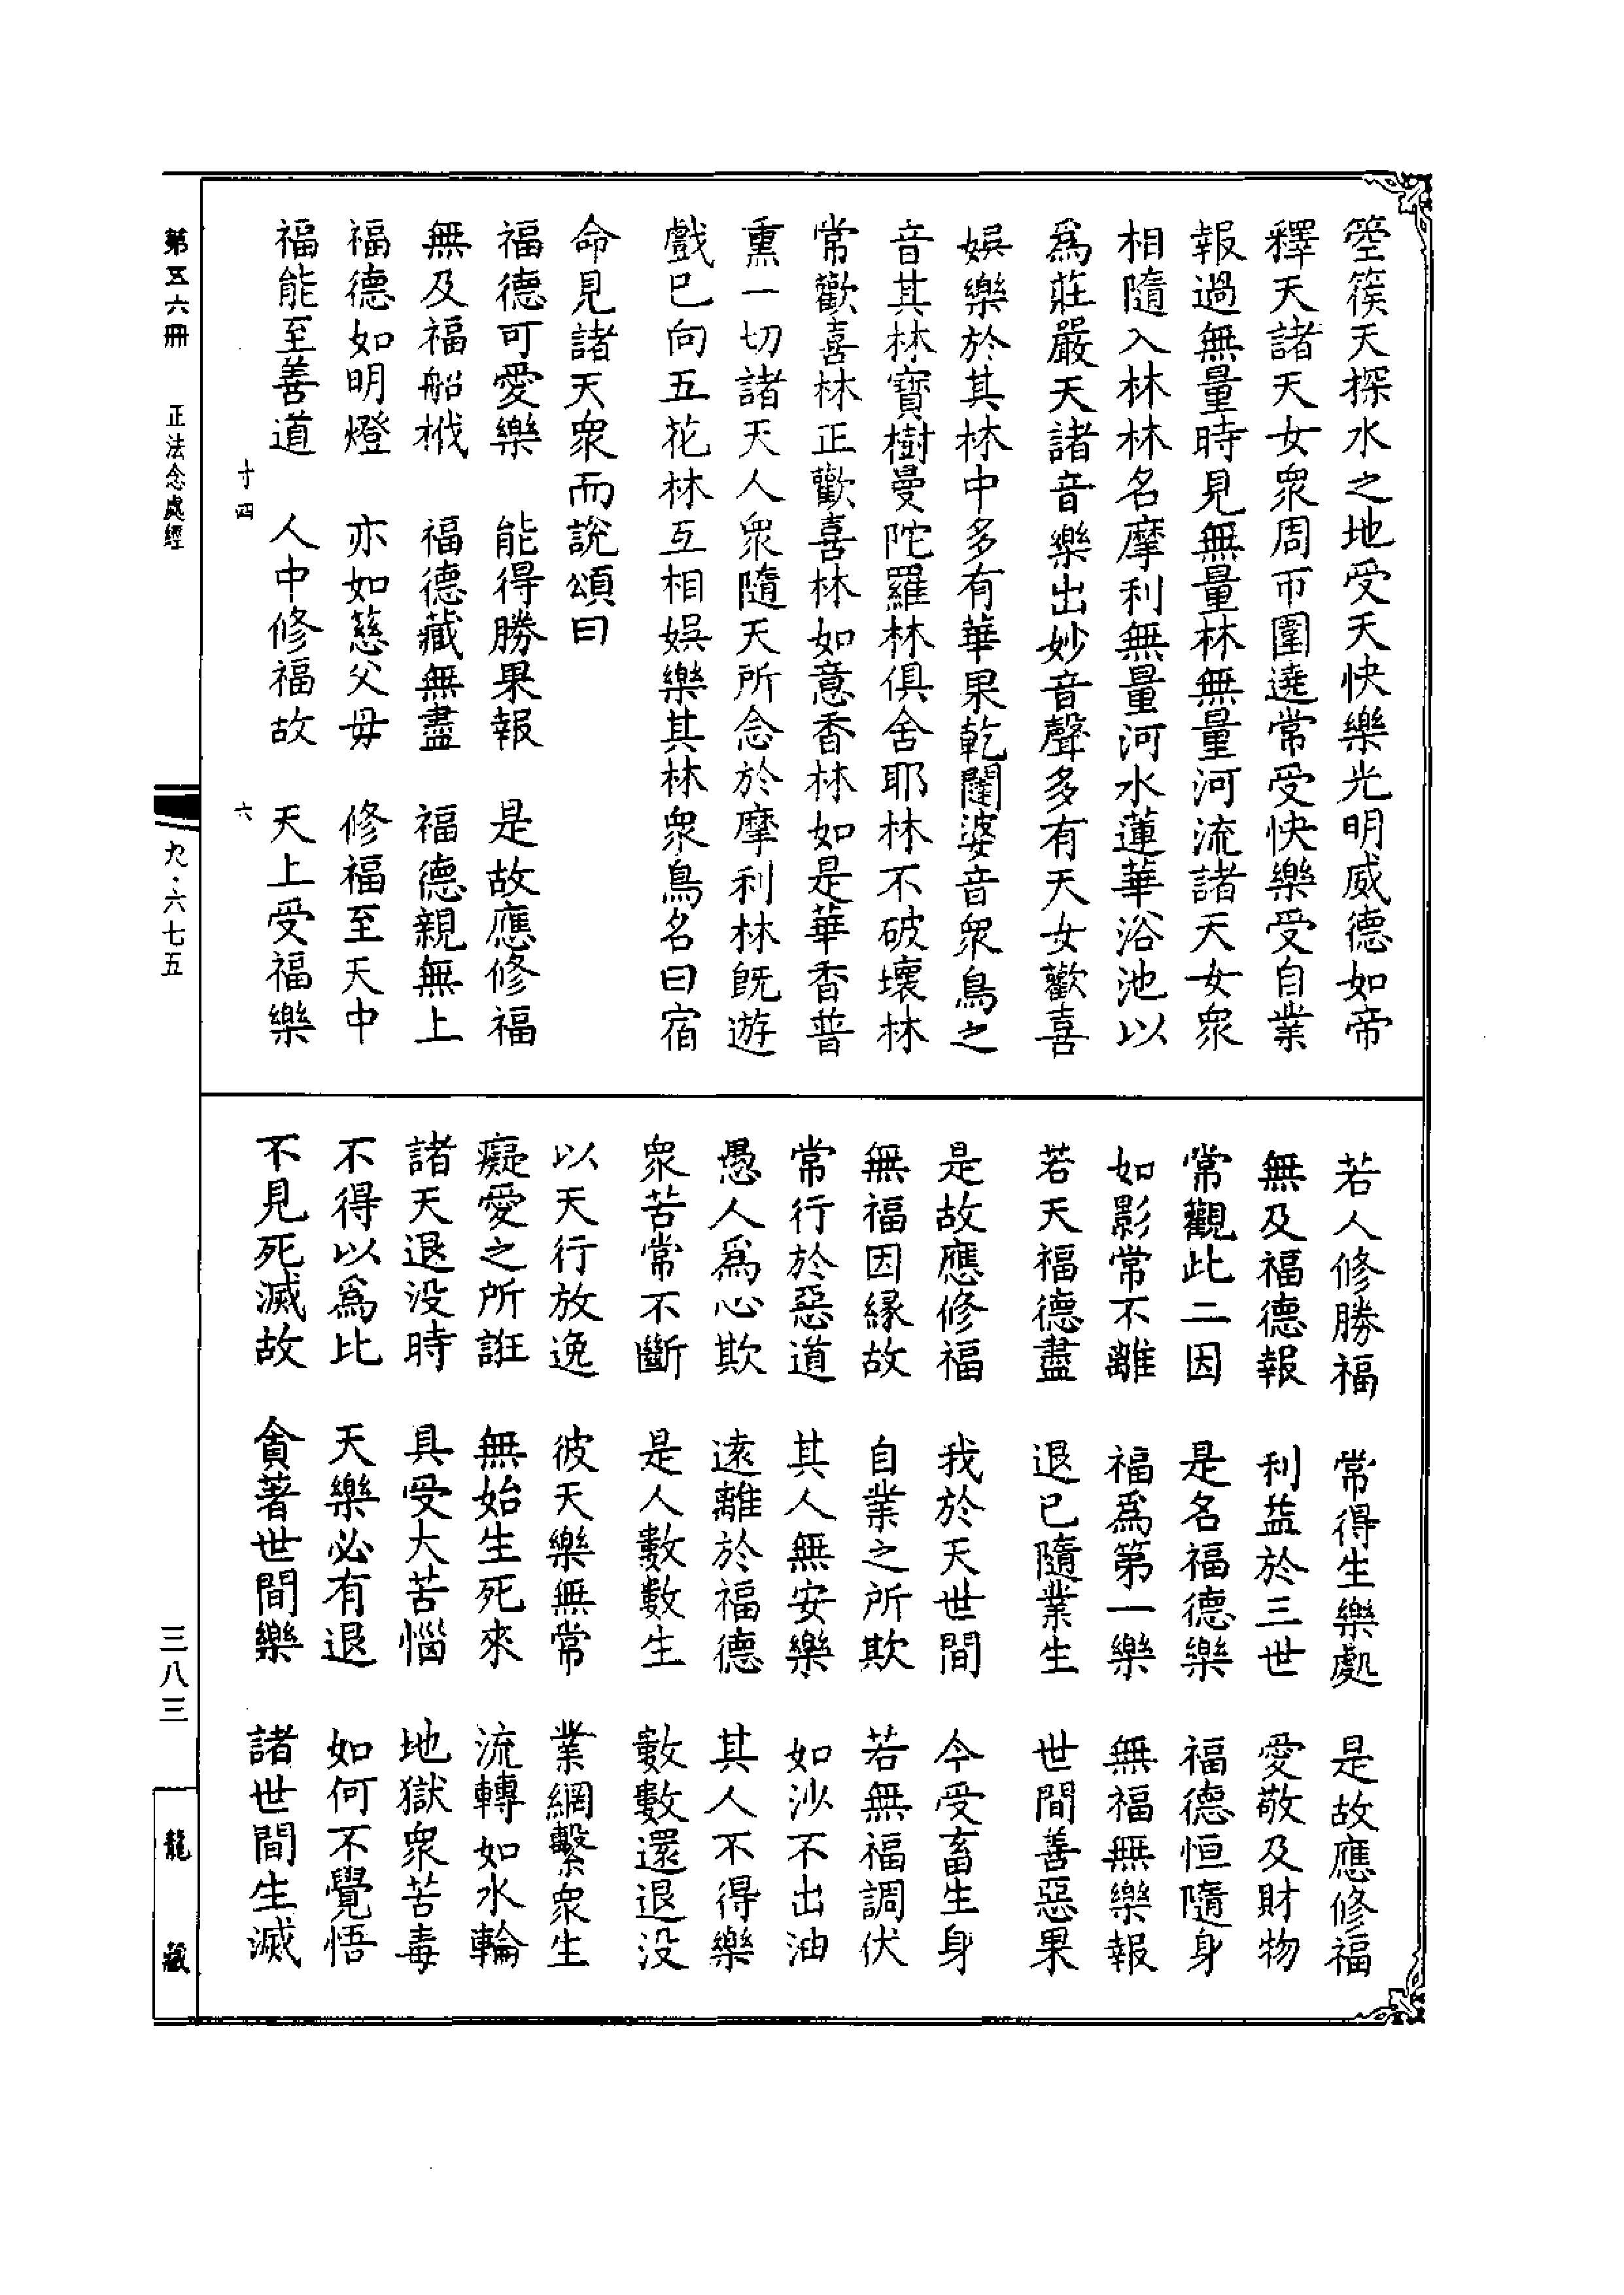 箜篌天探水之地受天快樂光明威德如帝
釋天諸天女眾周帀圍遶常受快樂受自業
報過無量時見無量林無量河流諸天女眾
相隨入林林名摩利無量河水蓮華浴池以
為莊嚴天諸音樂出妙音聲多有天女歡喜
娛樂於其林中多有華果乾闥婆音眾鳥之
音其林寶樹曼陀羅林俱舍耶林不破壞林
常歡喜林正歡喜林如意香林如是華香普
熏一切諸天人眾隨天所念於摩利林既遊
戲已向五花林互相娛樂其林眾鳥名曰宿
命見諸天眾而說頌曰
福德可愛樂　能得勝果報　是故應修福
無及福船栰　福德藏無盡　福德親無上
福德如明燈　亦如慈父母　修福至天中
福能至善道　人中修福故　天上受福樂
若人修勝福　常得生樂處　是故應修福
無及福德報　利益於三世　愛敬及財物
常觀此二因　是名福德樂　福德恒隨身
如影常不離　福為第一樂　無福無樂報
若天福德盡　退已隨業生　世間善惡果
是故應修福　我於天世間　今受畜生身
無福因緣故　自業之所欺　若無福調伏
常行於惡道　其人無安樂　如沙不出油
愚人為心欺　遠離於福德　其人不得樂
眾苦常不斷　是人數數生　數數還退沒
以天行放逸　彼天樂無常　業網繫眾生
癡愛之所誑　無始生死來　流轉如水輪
諸天退沒時　具受大苦惱　地獄眾苦毒
不得以為比　天樂必有退　如何不覺悟
不見死滅故　貪著世間樂　諸世間生滅
寸四　六
第五六冊　正法念處經
九·六七五
三八三
龍藏